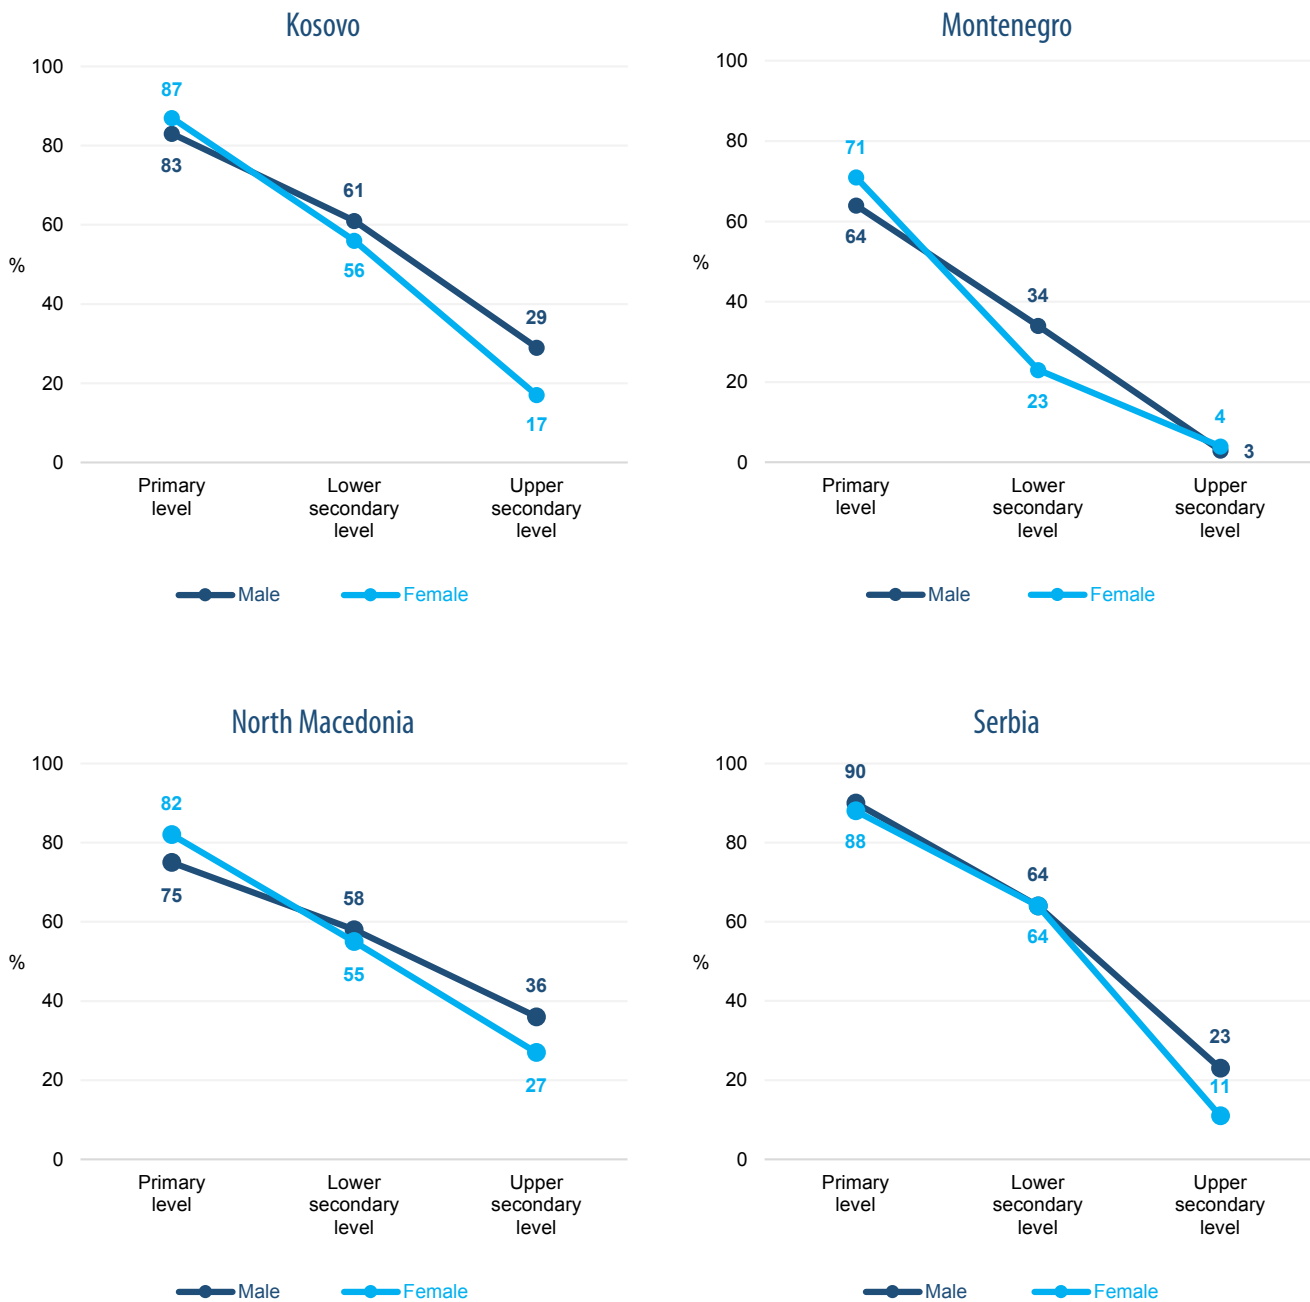 Kosovo
100
87
80
83
61
60
%
56
40
29
20
17
0
Primary
level
Lower
secondary
level
Upper
secondary
level
Male
Female
Montenegro
100
80
71
60
64
%
40
34
20
23
4
3
0
Primary
level
Lower
secondary
level
Upper
secondary
level
Male
Female
North Macedonia
100
82
80
75
58
60
%
55
40
36
27
20
0
Primary
level
Lower
secondary
level
Upper
secondary
level
Male
Female
Serbia
100
90
80
88
64
60
64
%
40
23
20
11
0
Primary
level
Lower
secondary
level
Upper
secondary
level
Male
Female